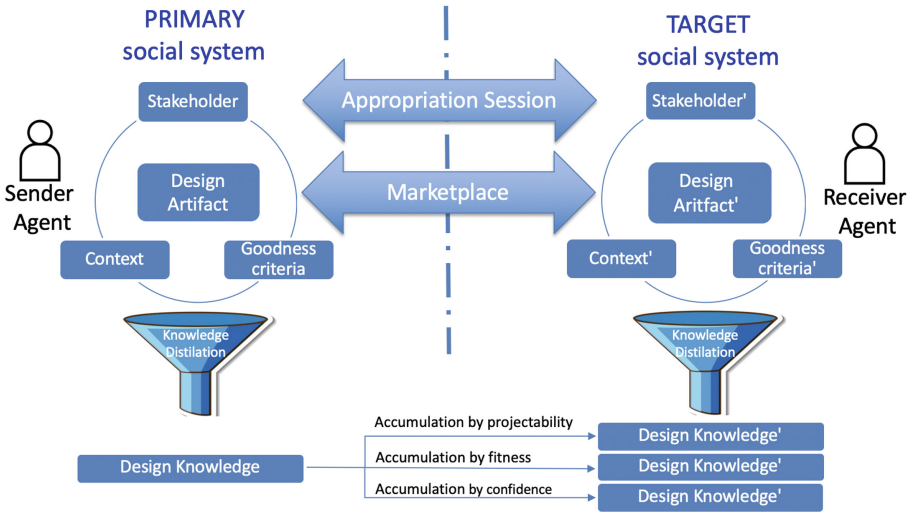 PRIMARY
social system
TARGET
social system
Stakeholder
Appropriation Session
Stakeholder'
Sender
Agent
Design
Artifact
Marketplace
Design
Aritfact'
Receiver
Agent
Context
Goodness
criteria
Context'
Goodness
criteria'
Knowledge
Distilation
Knowledge
Distilation
Accumulation by projectability
Design Knowledge'
Design Knowledge
Accumulation by fitness
Design Knowledge'
Accumulation by confidence
Design Knowledge'